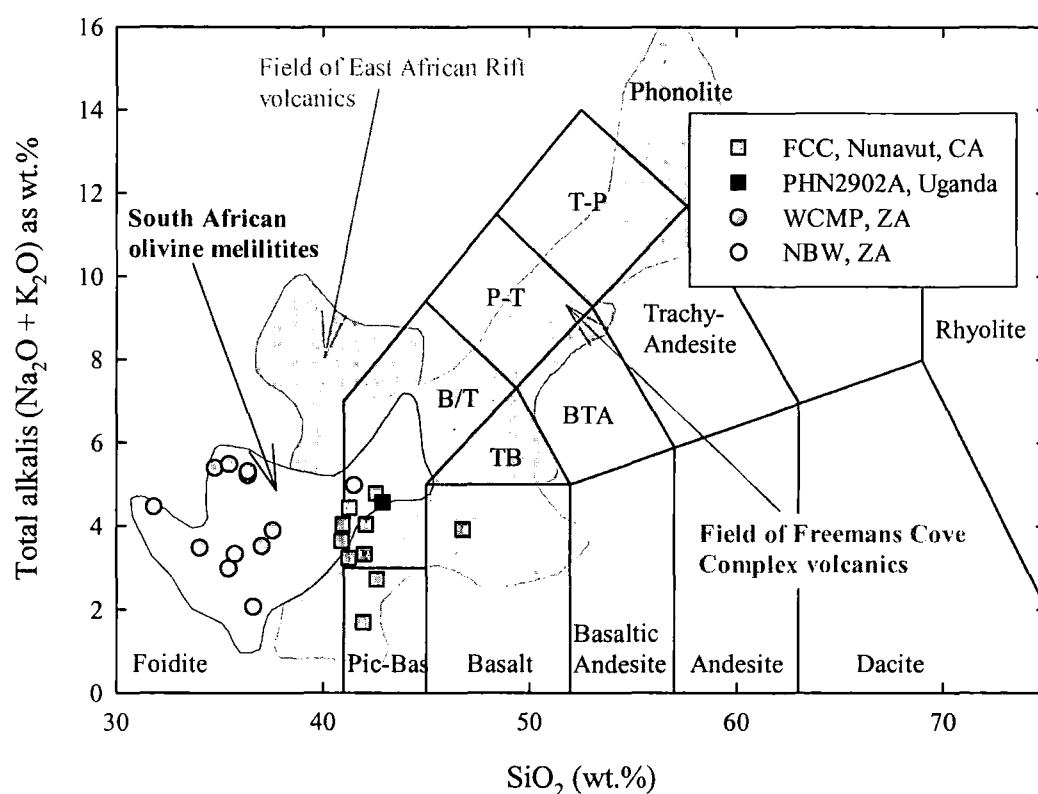 Total alkalis (Na₂O + K₂O) as wt.%
16
14
12
10
8
6
4
2
0
Field of East African Rift
volcanics
South African
olivine melilitites
Phonolite
FCC, Nunavut, CA
PHN2902A, Uganda
WCMP, ZA
NBW, ZA
T-P
P-T
B/T
TB
BTA
Trachy-
Andesite
Rhyolite
Field of Freemans Cove
Complex volcanics
Foidite
Pic-Bas
Basalt
Basaltic
Andesite
Andesite
Dacite
30
40
50
60
70
SiO₂ (wt.%)